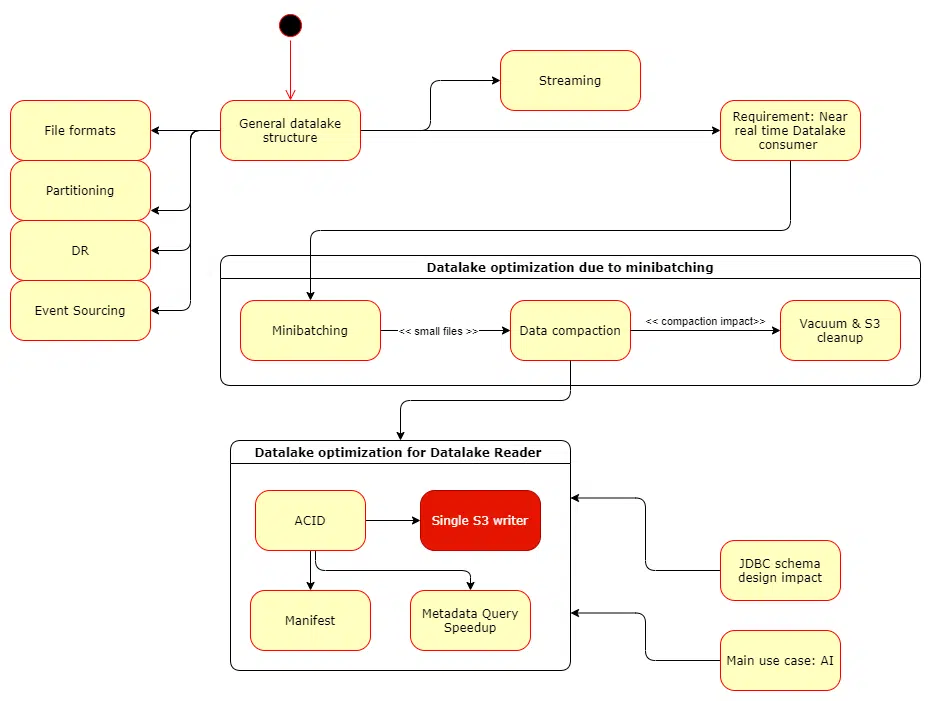 Streaming
File formats
General datalake
structure
Requirement: Near
real time Datalake
consumer
Partitioning
DR
Event Sourcing
Datalake optimization due to minibatching
Minibatching
<< small files >>
Data compaction
<< compaction impact>>
Vacuum & S3
cleanup
Datalake optimization for Datalake Reader
ACID
Single S3 writer
Manifest
Metadata Query
Speedup
JDBC schema
design impact
Main use case: AI